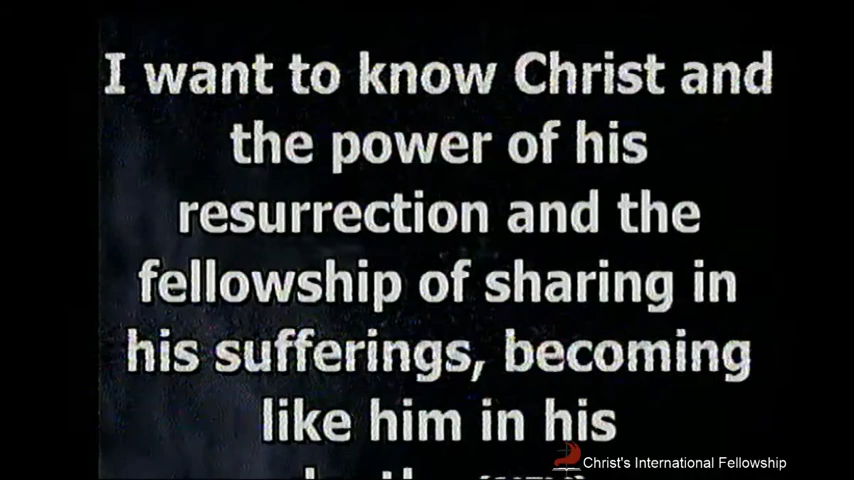 I want to know Christ and
the power of his
resurrection and the
fellowship of sharing in
his sufferings, becoming
like him in his
Christ's International Fellowship